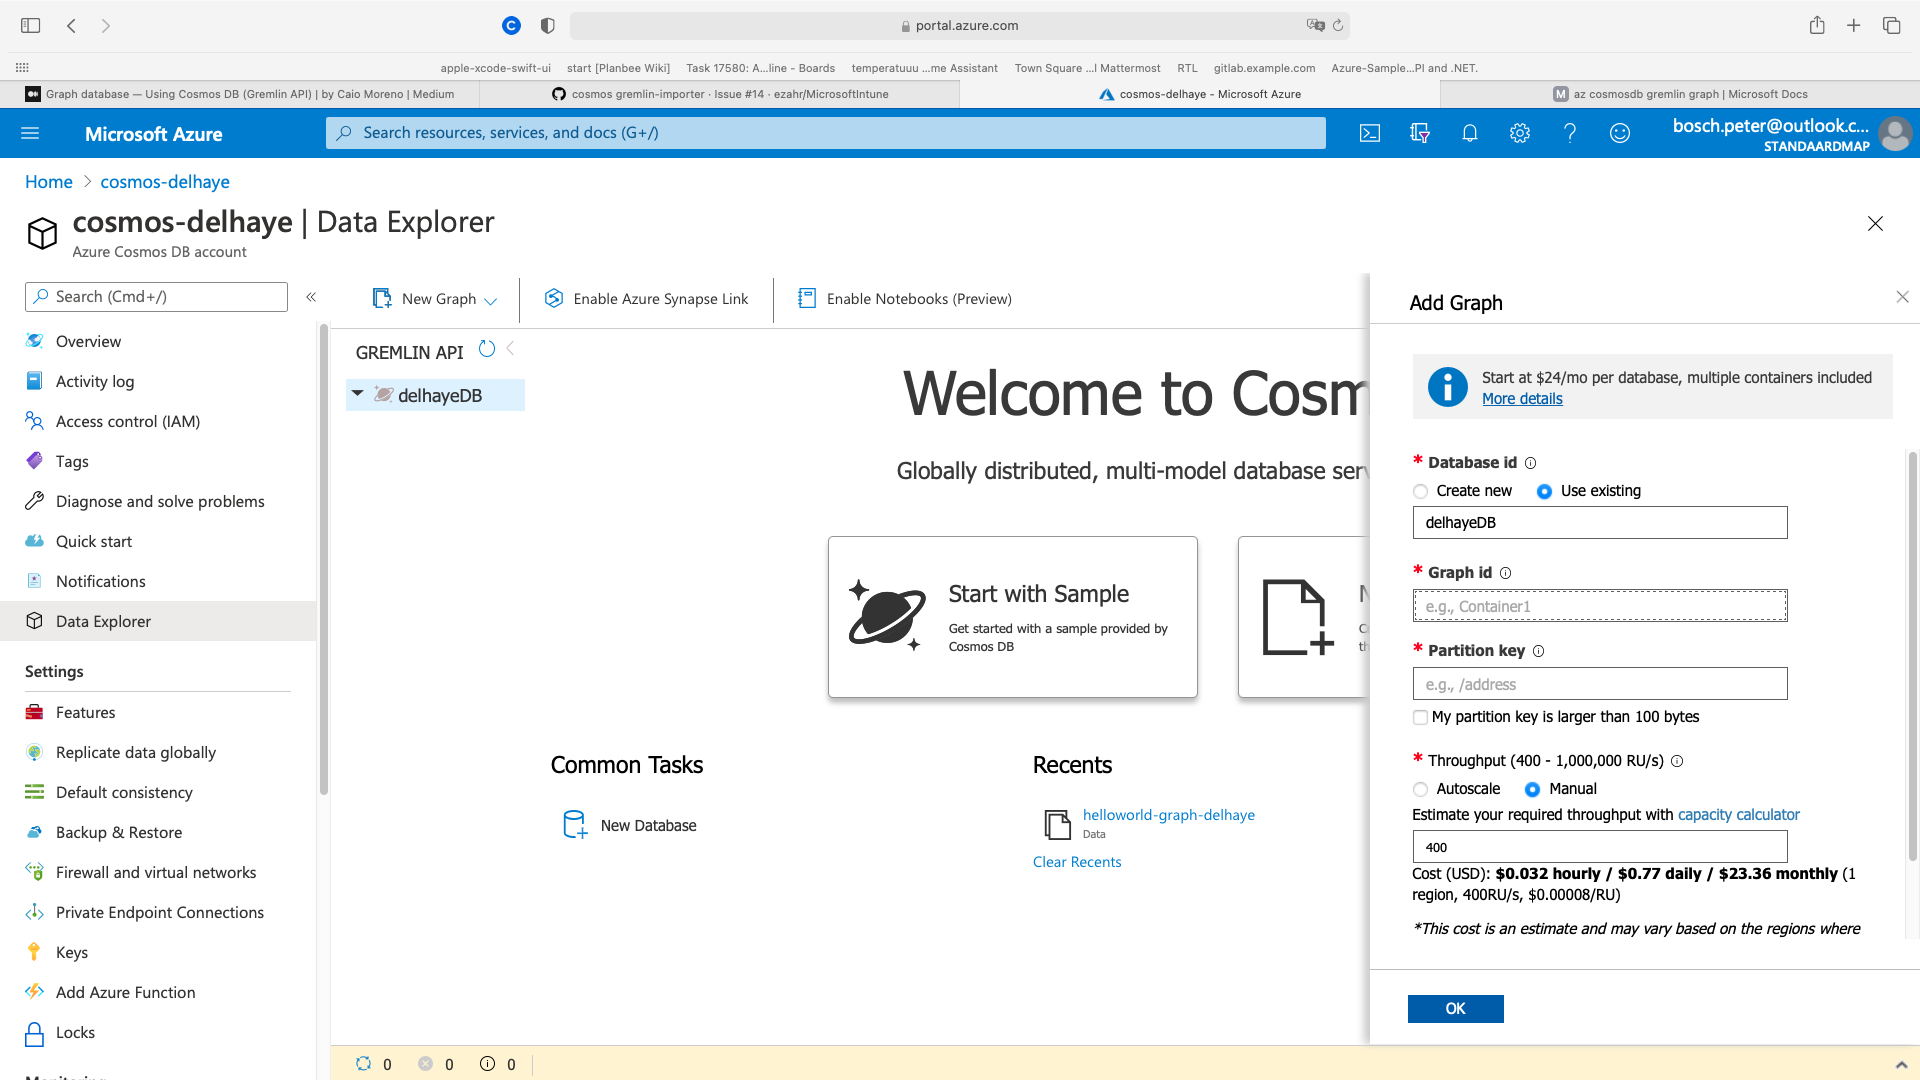 portal.azure.com
apple-xcode-swift-ui start [Planbee Wiki] Task 17580: A...line - Boards temperatuuu ...me Assistant Town Square ...l Mattermost RTL gitlab.example.com Azure-Sample...PI and .NET.
Graph database — Using Cosmos DB (Gremlin API) | by Caio Moreno | Medium
cosmos gremlin-importer · Issue #14 · ezahr/MicrosoftIntune
cosmos-delhaye - Microsoft Azure
M az cosmosdb gremlin graph | Microsoft Docs
Microsoft Azure
Search resources, services, and docs (G+/)
bosch.peter@outlook.c...
STANDAARDMAP
Home > cosmos-delhaye
cosmos-delhaye | Data Explorer
Azure Cosmos DB account
Search (Cmd+/)
«
Overview
Activity log
Access control (IAM)
Tags
Diagnose and solve problems
Quick start
Notifications
Data Explorer
Settings
Features
Replicate data globally
Default consistency
Backup & Restore
Firewall and virtual networks
Private Endpoint Connections
Keys
Add Azure Function
Locks
New Graph
Enable Azure Synapse Link
Enable Notebooks (Preview)
GREMLIN API
delhayeDB
Welcome to Cosm
Globally distributed, multi-model database ser
Start with Sample
Get started with a sample provided by
Cosmos DB
N
C
th
Common Tasks
New Database
Recents
helloworld-graph-delhaye
Data
Clear Recents
Add Graph
Start at $24/mo per database, multiple containers included
More details
* Database id
Create new
Use existing
delhayeDB
* Graph id
e.g., Container1
* Partition key
e.g., /address
My partition key is larger than 100 bytes
* Throughput (400 - 1,000,000 RU/s)
Autoscale
Manual
Estimate your required throughput with capacity calculator
400
Cost (USD): $0.032 hourly / $0.77 daily / $23.36 monthly (1
region, 400RU/s, $0.00008/RU)
*This cost is an estimate and may vary based on the regions where
OK
0 0 0